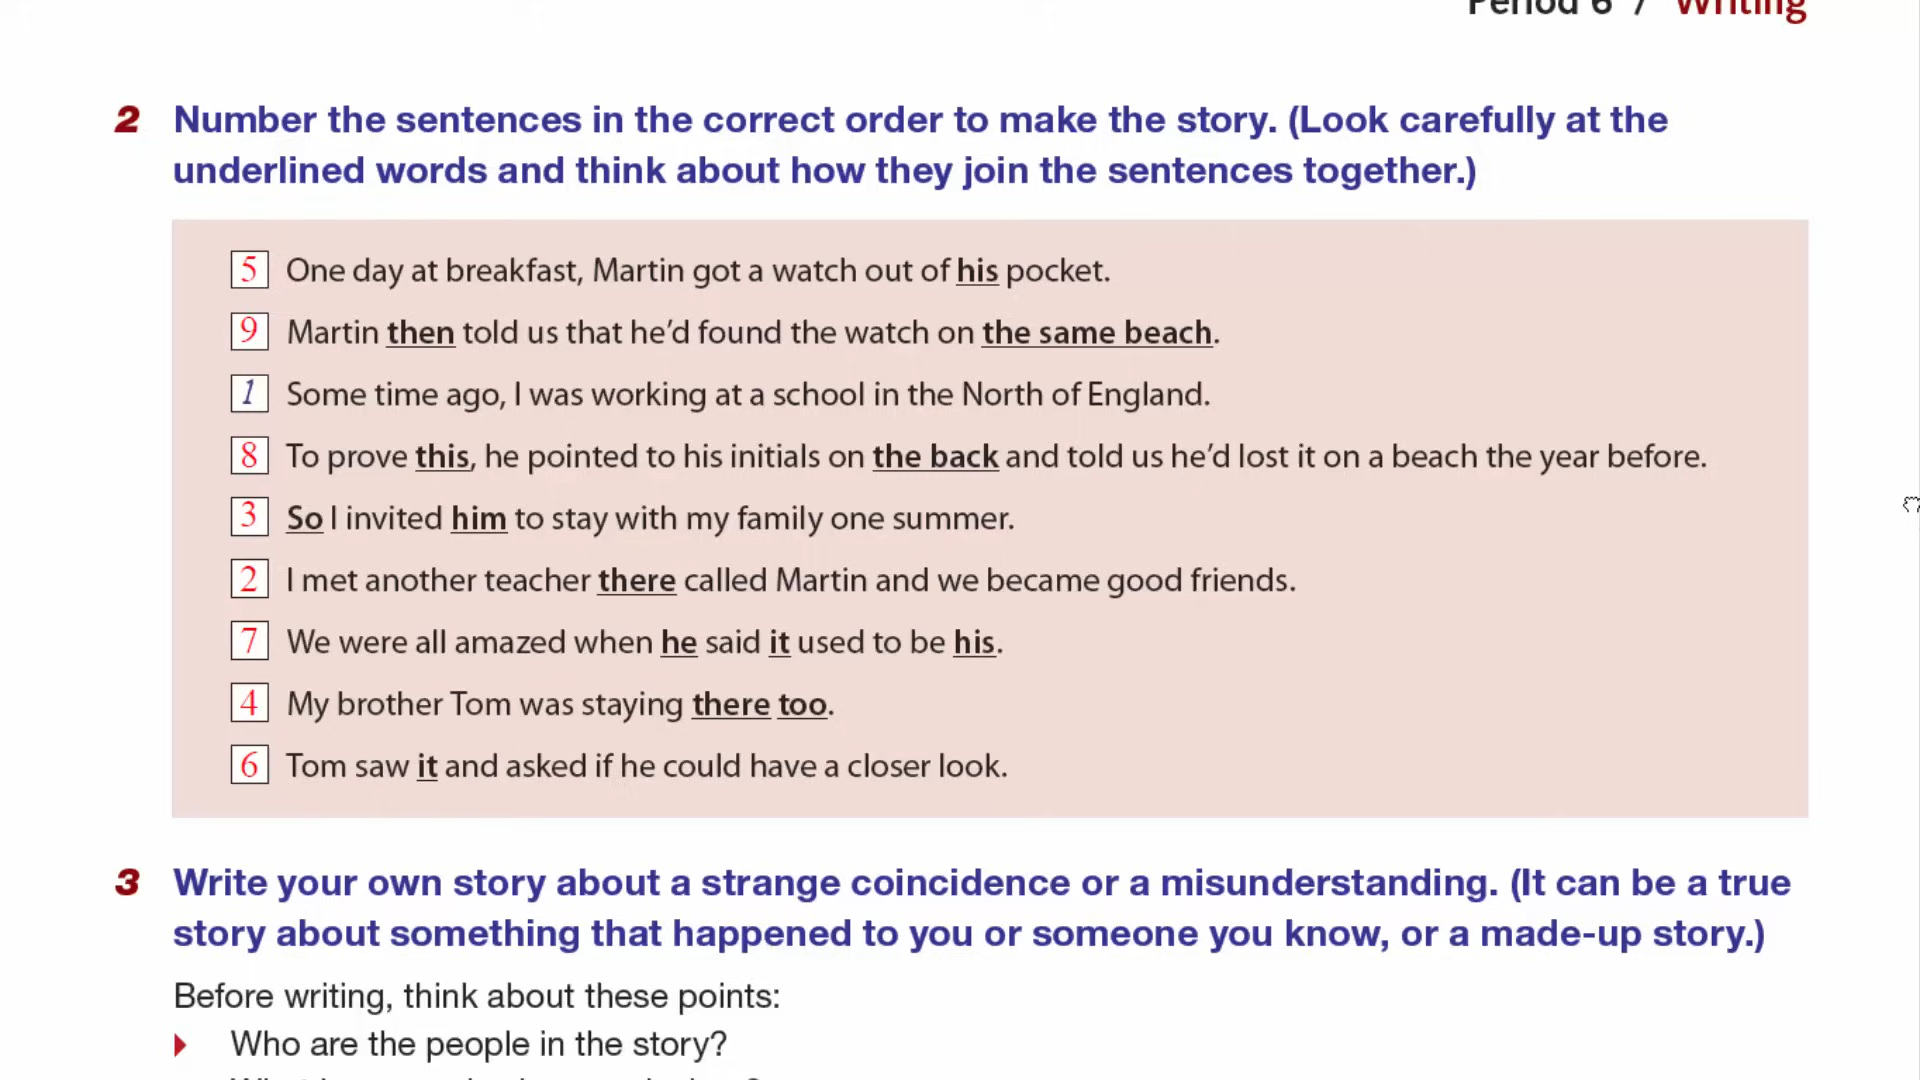 Period 6 / Writing
2 Number the sentences in the correct order to make the story. (Look carefully at the
underlined words and think about how they join the sentences together.)
5 One day at breakfast, Martin got a watch out of his pocket.
9 Martin then told us that he’d found the watch on the same beach.
1 Some time ago, I was working at a school in the North of England.
8 To prove this, he pointed to his initials on the back and told us he’d lost it on a beach the year before.
3 So I invited him to stay with my family one summer.
2 I met another teacher there called Martin and we became good friends.
7 We were all amazed when he said it used to be his.
4 My brother Tom was staying there too.
6 Tom saw it and asked if he could have a closer look.
3 Write your own story about a strange coincidence or a misunderstanding. (It can be a true
story about something that happened to you or someone you know, or a made-up story.)
Before writing, think about these points:
Who are the people in the story?